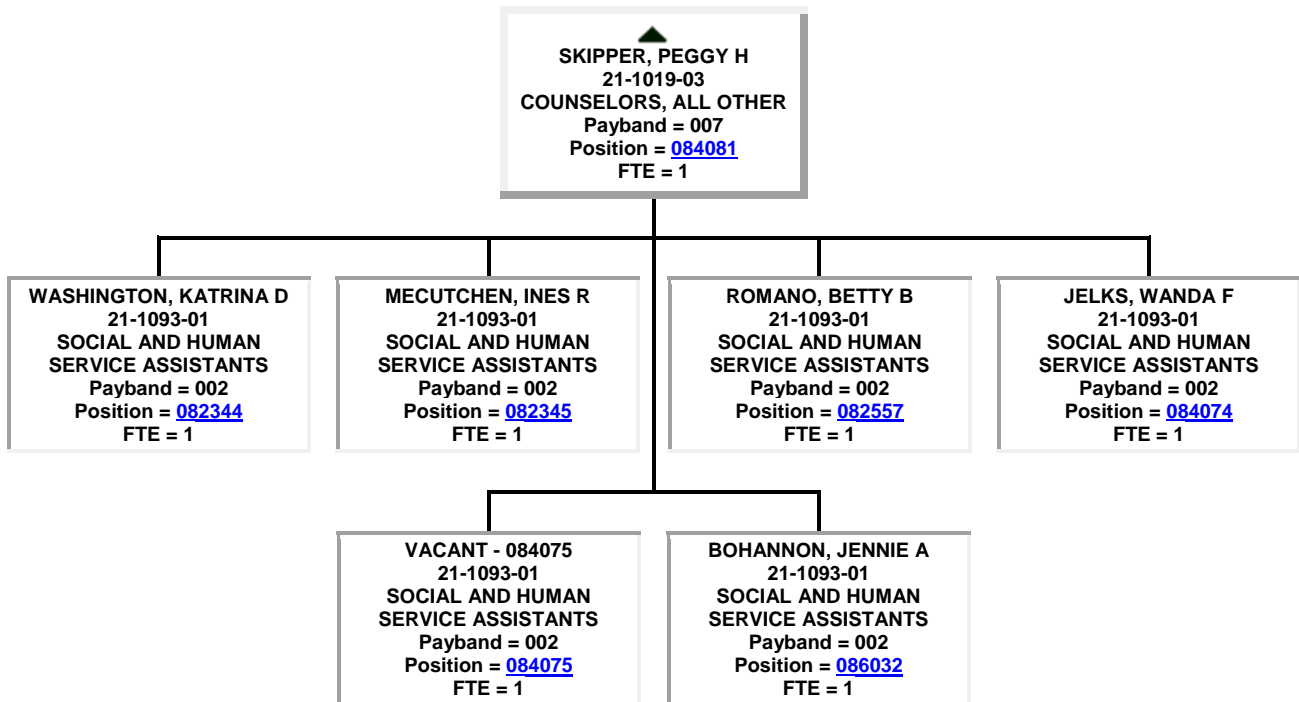 SKIPPER, PEGGY H
21-1019-03
COUNSELORS, ALL OTHER
Payband = 007
Position = 084081
FTE = 1
WASHINGTON, KATRINA D
21-1093-01
SOCIAL AND HUMAN
SERVICE ASSISTANTS
Payband = 002
Position = 082344
FTE = 1
MECUTCHEN, INES R
21-1093-01
SOCIAL AND HUMAN
SERVICE ASSISTANTS
Payband = 002
Position = 082345
FTE = 1
ROMANO, BETTY B
21-1093-01
SOCIAL AND HUMAN
SERVICE ASSISTANTS
Payband = 002
Position = 082557
FTE = 1
JELKS, WANDA F
21-1093-01
SOCIAL AND HUMAN
SERVICE ASSISTANTS
Payband = 002
Position = 084074
FTE = 1
VACANT - 084075
21-1093-01
SOCIAL AND HUMAN
SERVICE ASSISTANTS
Payband = 002
Position = 084075
FTE = 1
BOHANNON, JENNIE A
21-1093-01
SOCIAL AND HUMAN
SERVICE ASSISTANTS
Payband = 002
Position = 086032
FTE = 1